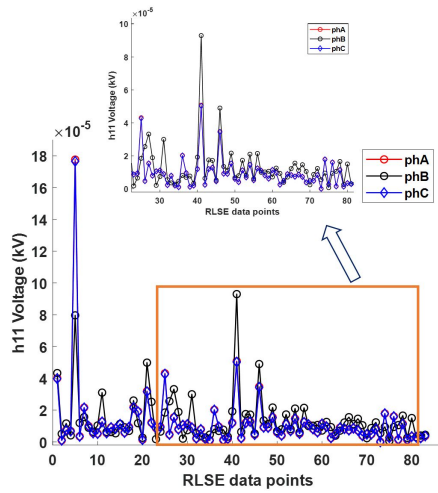 ×10⁻⁵
10
8
6
4
2
0
h11 Voltage (kV)
30 40 50 60 70 80
RLSE data points
phA
phB
phC
×10⁻⁵
18
16
14
12
10
8
6
4
2
0
h11 Voltage (kV)
phA
phB
phC
0 10 20 30 40 50 60 70 80
RLSE data points